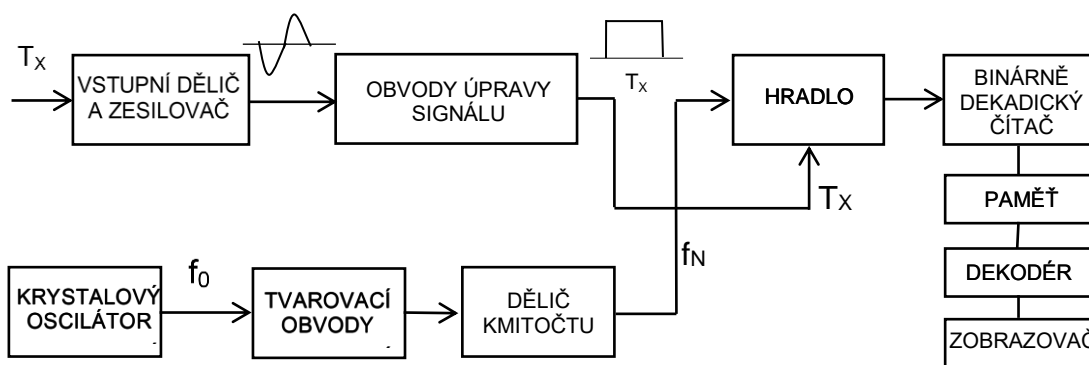 T_X
VSTUPNÍ DĚLIČ
A ZESILOVAČ
OBVODY ÚPRAVY
SIGNÁLU
T_X
HRADLO
BINÁRNĚ
DEKADICKÝ
ČÍTAČ
T_X
PAMĚŤ
f_N
DEKODÉR
f_0
KRYSTALOVÝ
OSCILÁTOR
TVAROVACÍ
OBVODY
DĚLIČ
KMITOČTU
ZOBRAZOVAČ